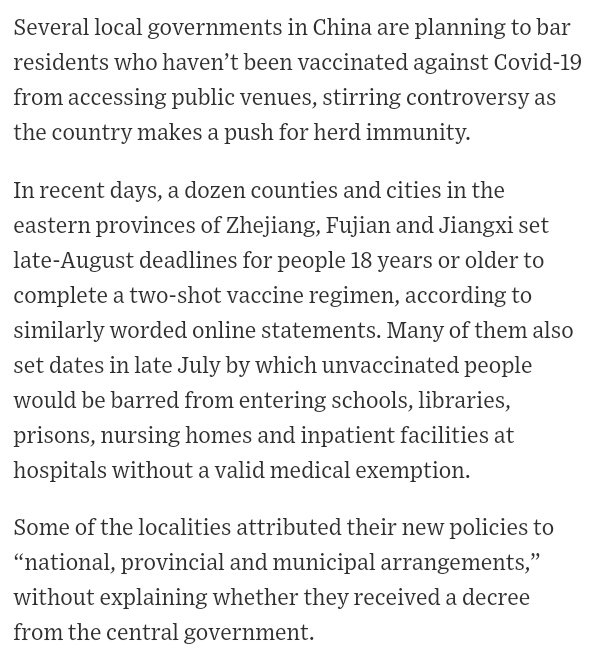 Several local governments in China are planning to bar
residents who haven’t been vaccinated against Covid-19
from accessing public venues, stirring controversy as
the country makes a push for herd immunity.
In recent days, a dozen counties and cities in the
eastern provinces of Zhejiang, Fujian and Jiangxi set
late-August deadlines for people 18 years or older to
complete a two-shot vaccine regimen, according to
similarly worded online statements. Many of them also
set dates in late July by which unvaccinated people
would be barred from entering schools, libraries,
prisons, nursing homes and inpatient facilities at
hospitals without a valid medical exemption.
Some of the localities attributed their new policies to
“national, provincial and municipal arrangements,”
without explaining whether they received a decree
from the central government.